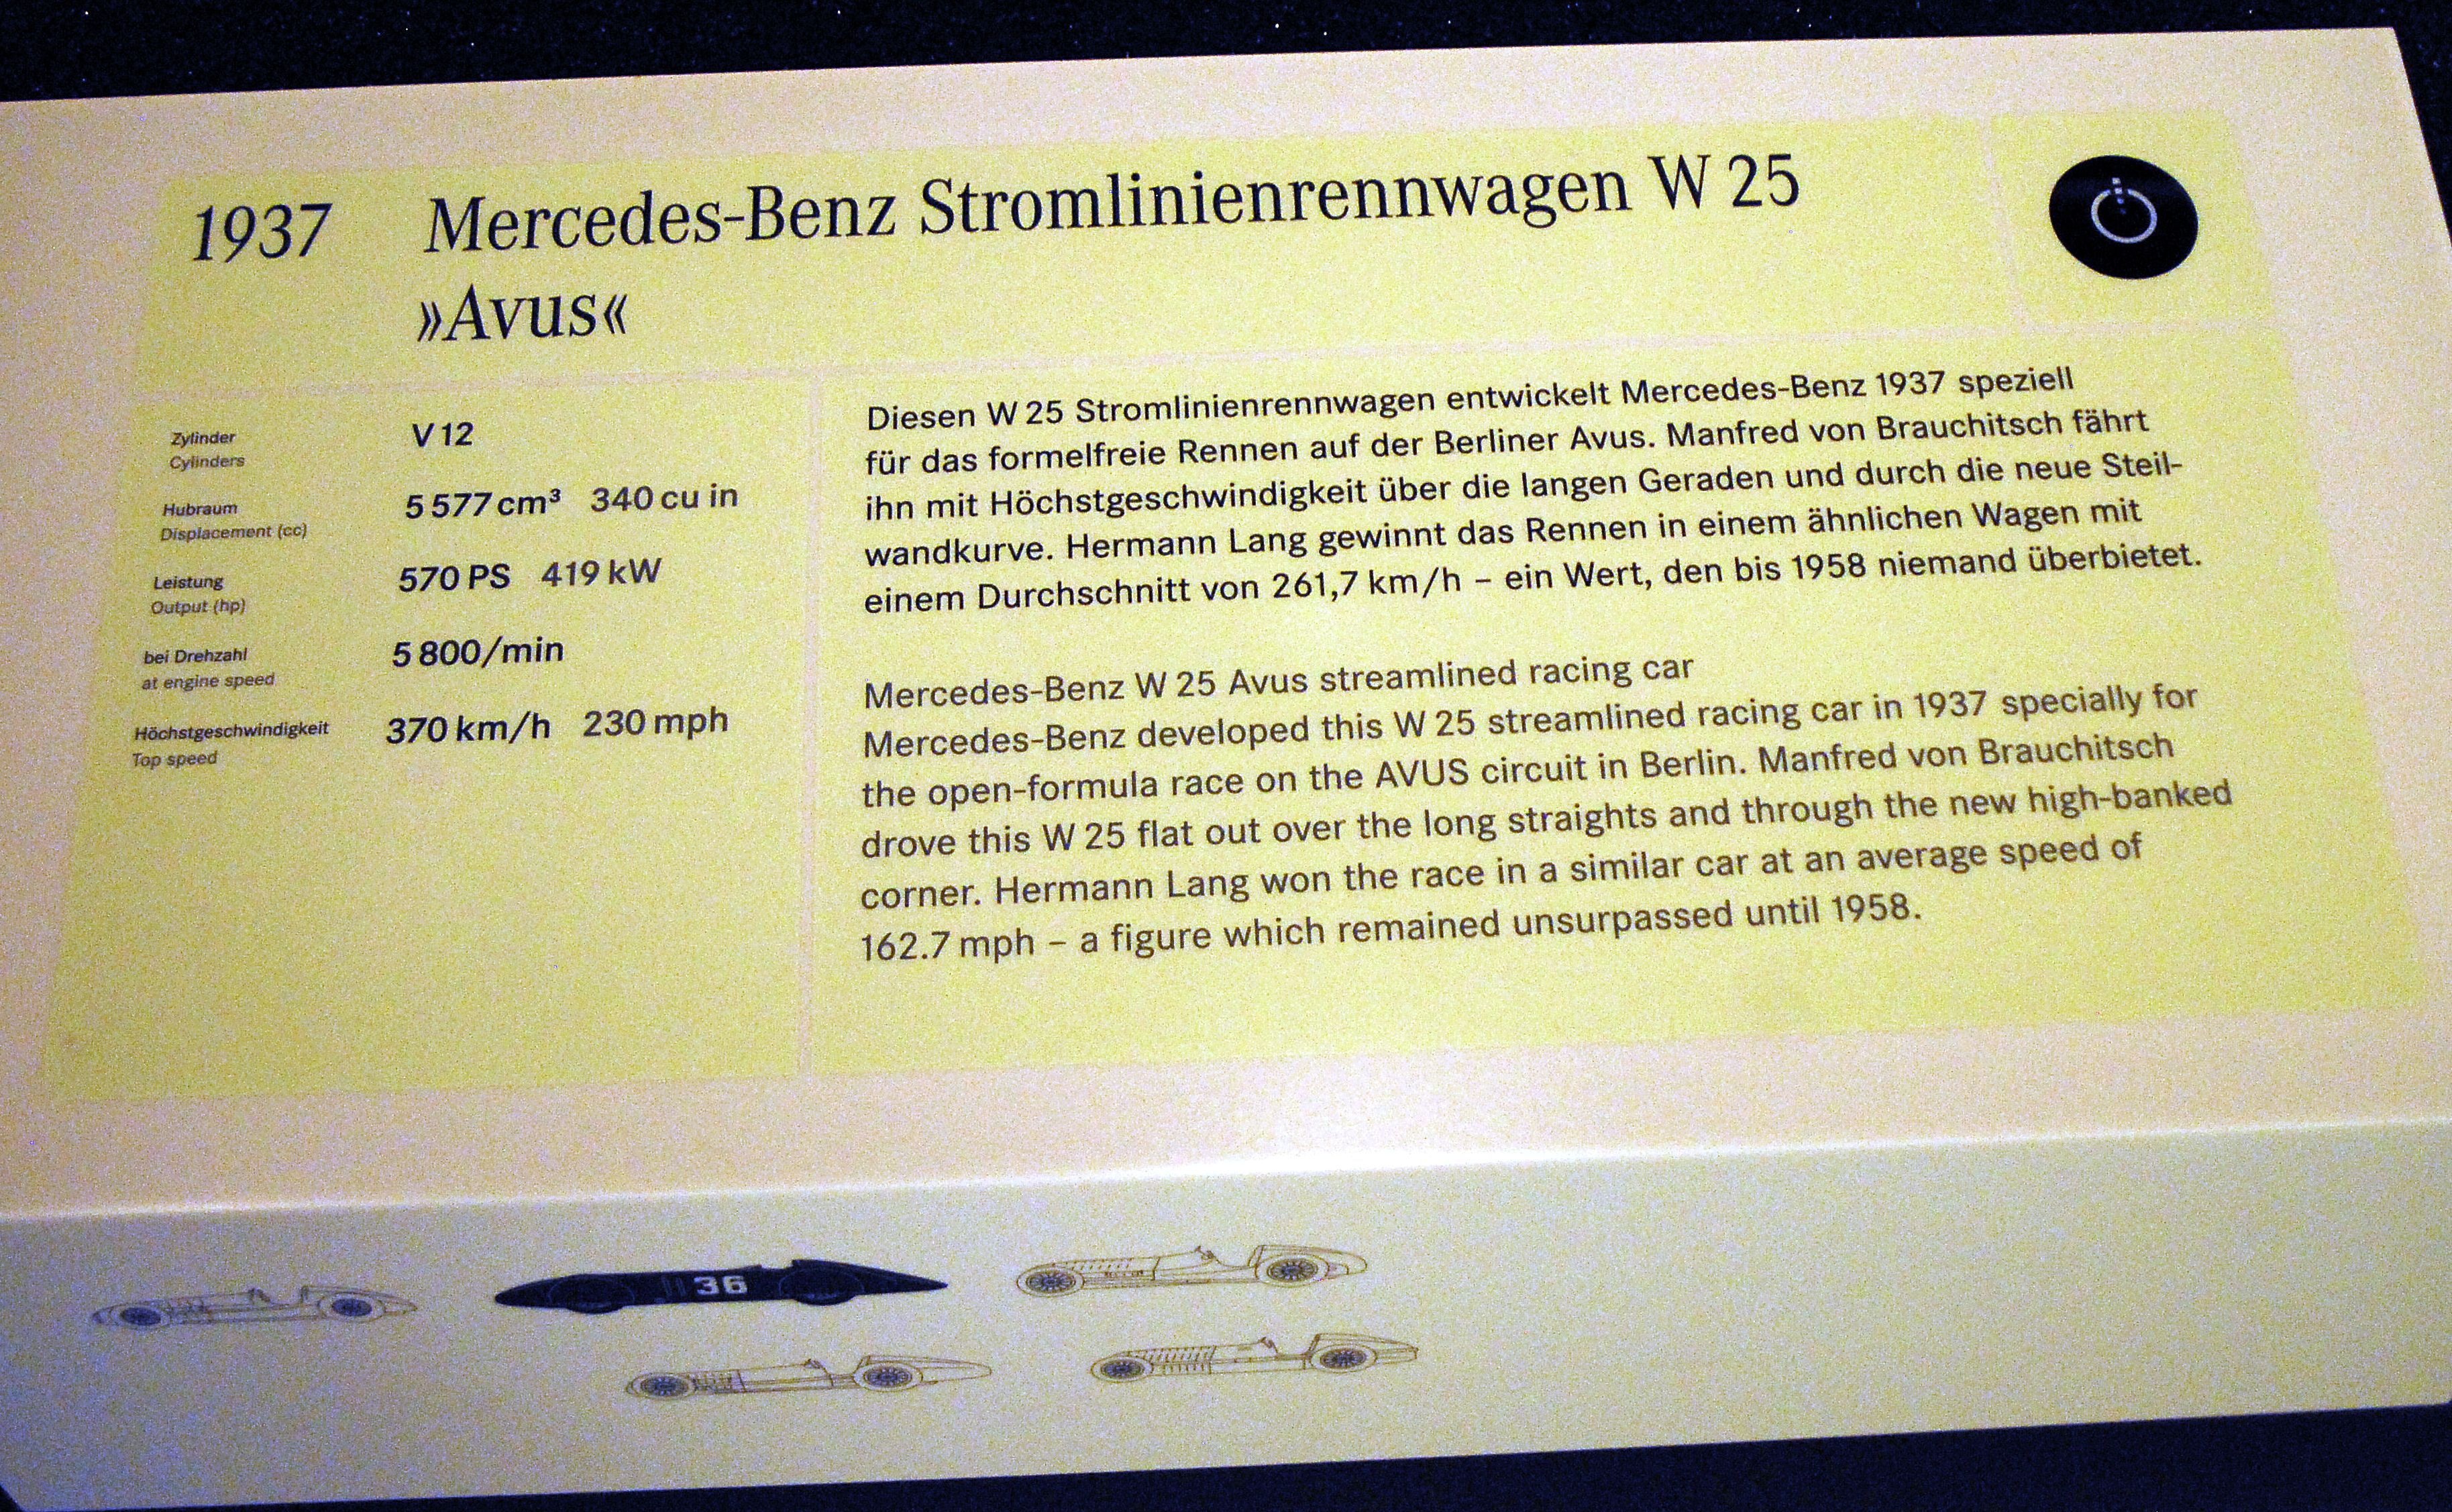 1937 Mercedes-Benz Stromlinienrennwagen W 25
»Avus«
Zylinder
Cylinders
V 12
Hubraum
Displacement (cc)
5 577 cm³ 340 cu in
Leistung
Output (hp)
570 PS 419 kW
bei Drehzahl
at engine speed
5 800/min
Höchstgeschwindigkeit
Top speed
370 km/h 230 mph
Diesen W 25 Stromlinienrennwagen entwickelt Mercedes-Benz 1937 speziell
für das formelfreie Rennen auf der Berliner Avus. Manfred von Brauchitsch fährt
ihn mit Höchstgeschwindigkeit über die langen Geraden und durch die neue Steil-
wandkurve. Hermann Lang gewinnt das Rennen in einem ähnlichen Wagen mit
einem Durchschnitt von 261,7 km/h – ein Wert, den bis 1958 niemand überbietet.
Mercedes-Benz W 25 Avus streamlined racing car
Mercedes-Benz developed this W 25 streamlined racing car in 1937 specially for
the open-formula race on the AVUS circuit in Berlin. Manfred von Brauchitsch
drove this W 25 flat out over the long straights and through the new high-banked
corner. Hermann Lang won the race in a similar car at an average speed of
162.7 mph – a figure which remained unsurpassed until 1958.
36